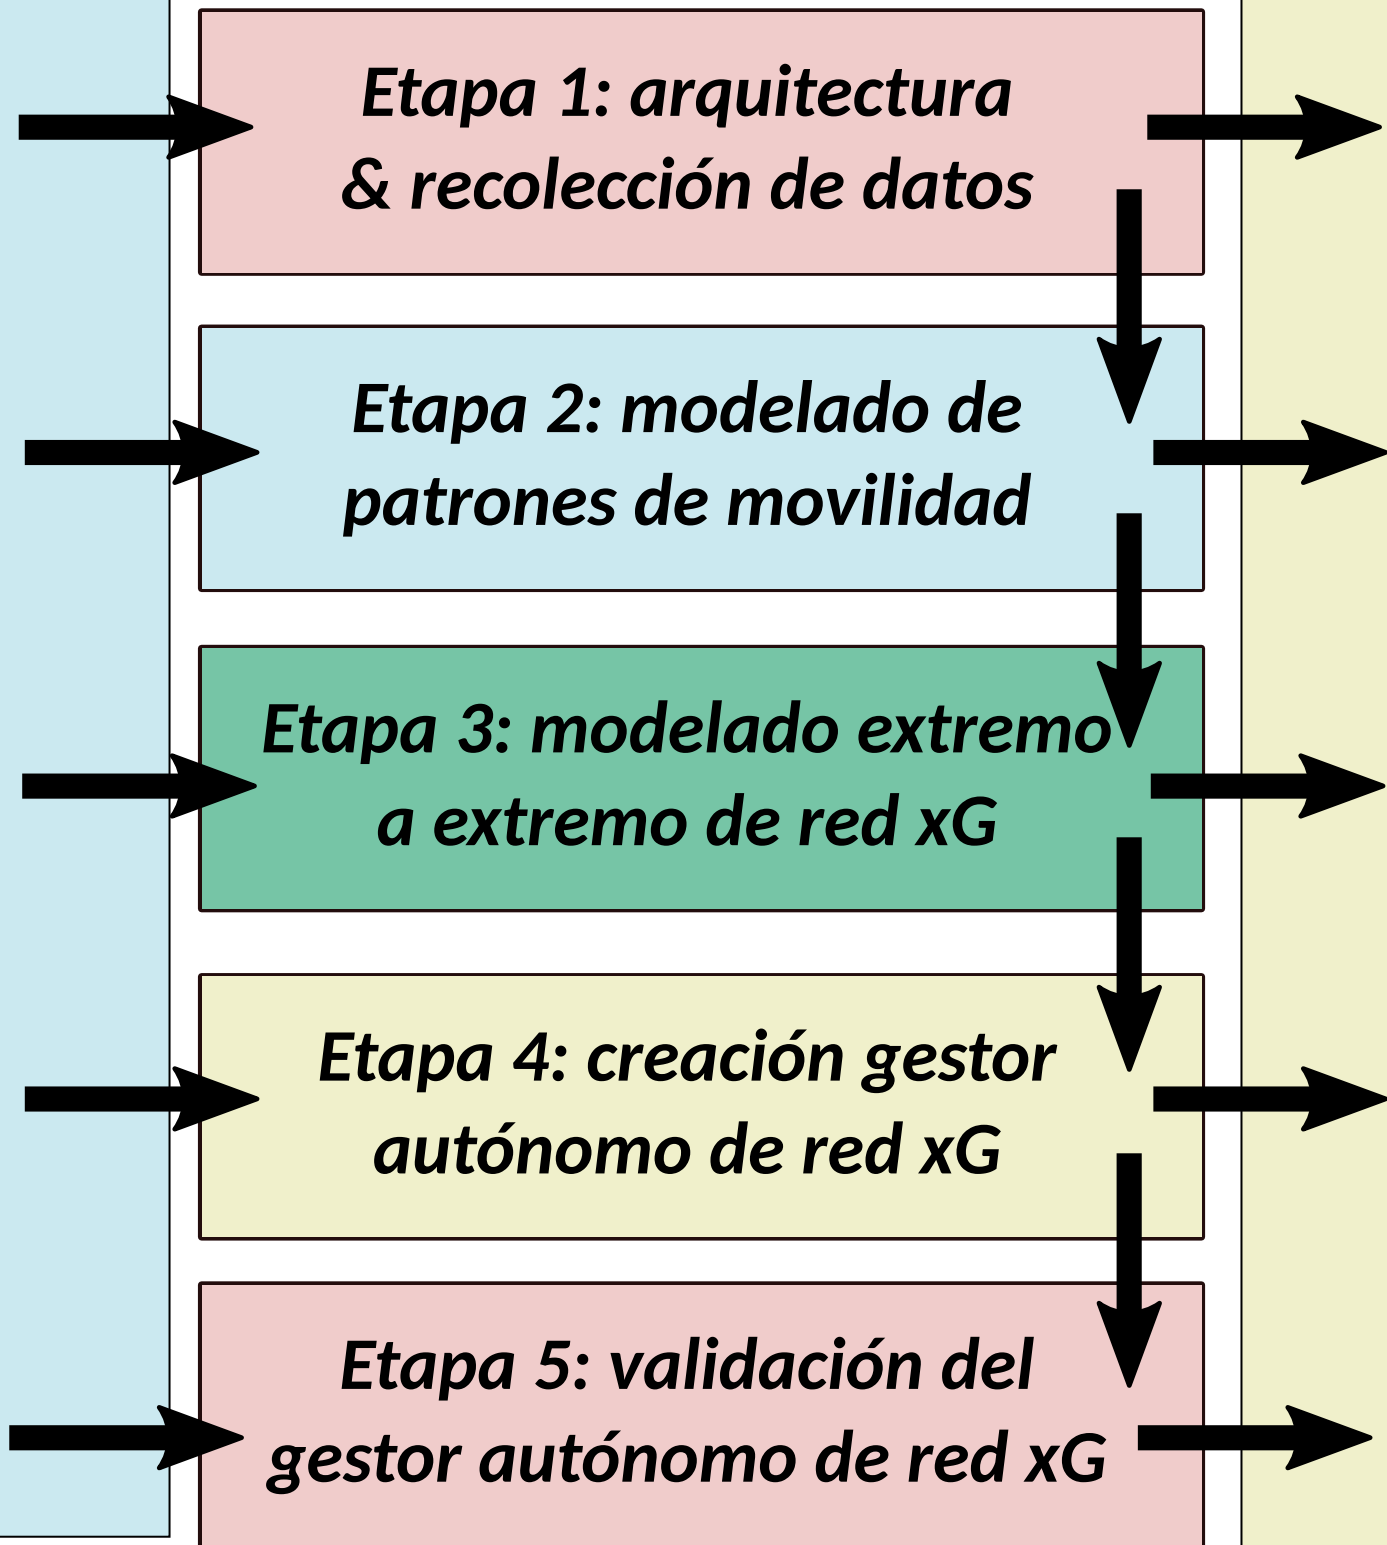 Etapa 1: arquitectura
& recolección de datos
Etapa 2: modelado de
patrones de movilidad
Etapa 3: modelado extremo
a extremo de red xG
Etapa 4: creación gestor
autónomo de red xG
Etapa 5: validación del
gestor autónomo de red xG